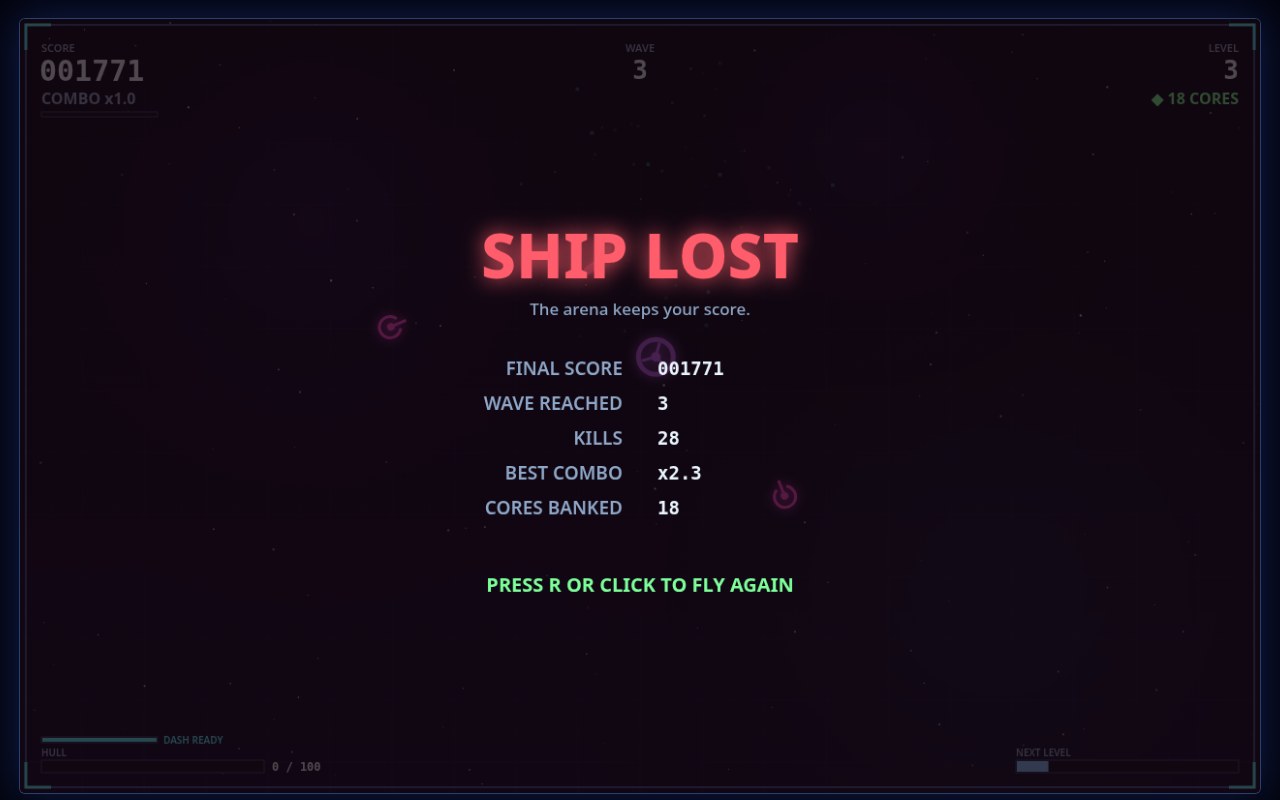 SCORE
001771
COMBO x1.0
WAVE
3
LEVEL
3
◆ 18 CORES
SHIP LOST
The arena keeps your score.
FINAL SCORE 001771
WAVE REACHED 3
KILLS 28
BEST COMBO x2.3
CORES BANKED 18
PRESS R OR CLICK TO FLY AGAIN
DASH READY
HULL
0 / 100
NEXT LEVEL